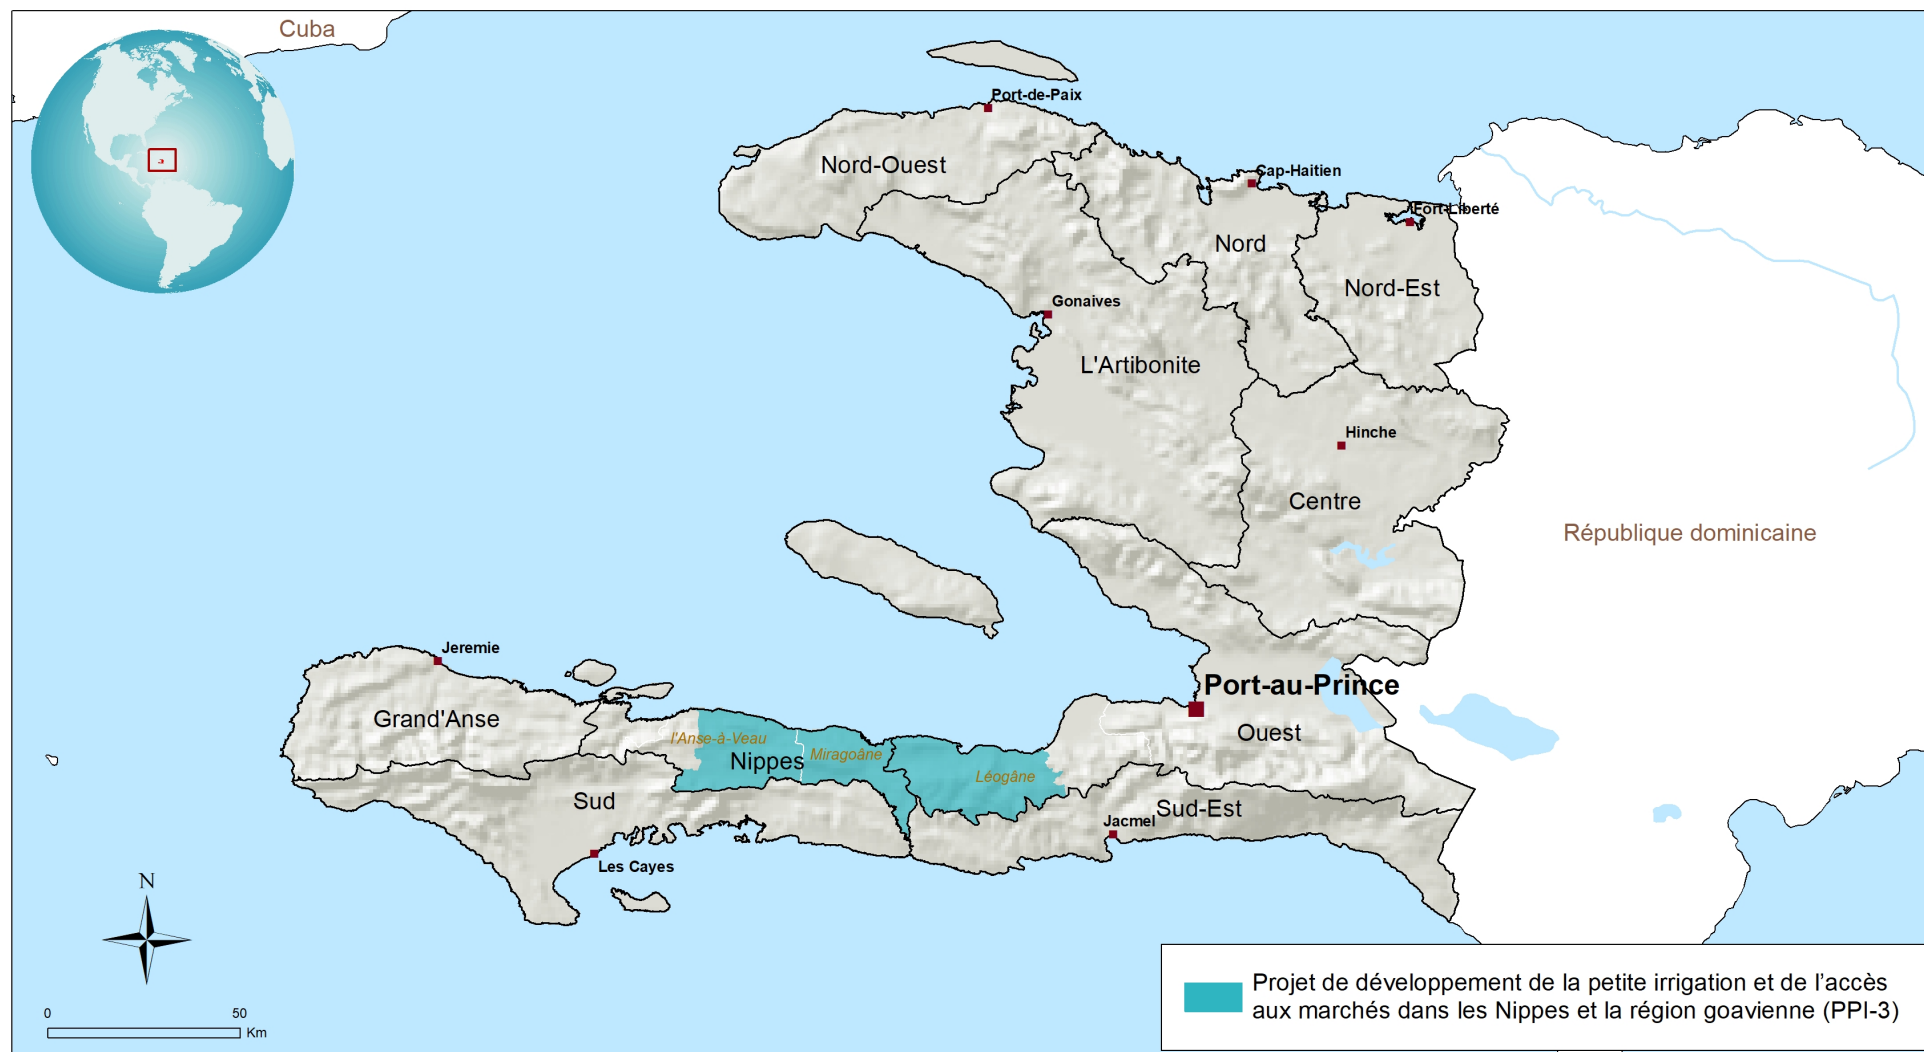 Cuba
Port-de-Paix
Nord-Ouest
Cap-Haitien
Fort-Liberté
Nord
Nord-Est
Gonaives
L'Artibonite
Hinche
Centre
République dominicaine
Jeremie
Port-au-Prince
Grand'Anse
Ouest
l'Anse-à-Veau
Miragoâne
Nippes
Léogâne
Sud
Sud-Est
Jacmel
Les Cayes
N
0 50
Km
Projet de développement de la petite irrigation et de l’accès
aux marchés dans les Nippes et la région goavienne (PPI-3)